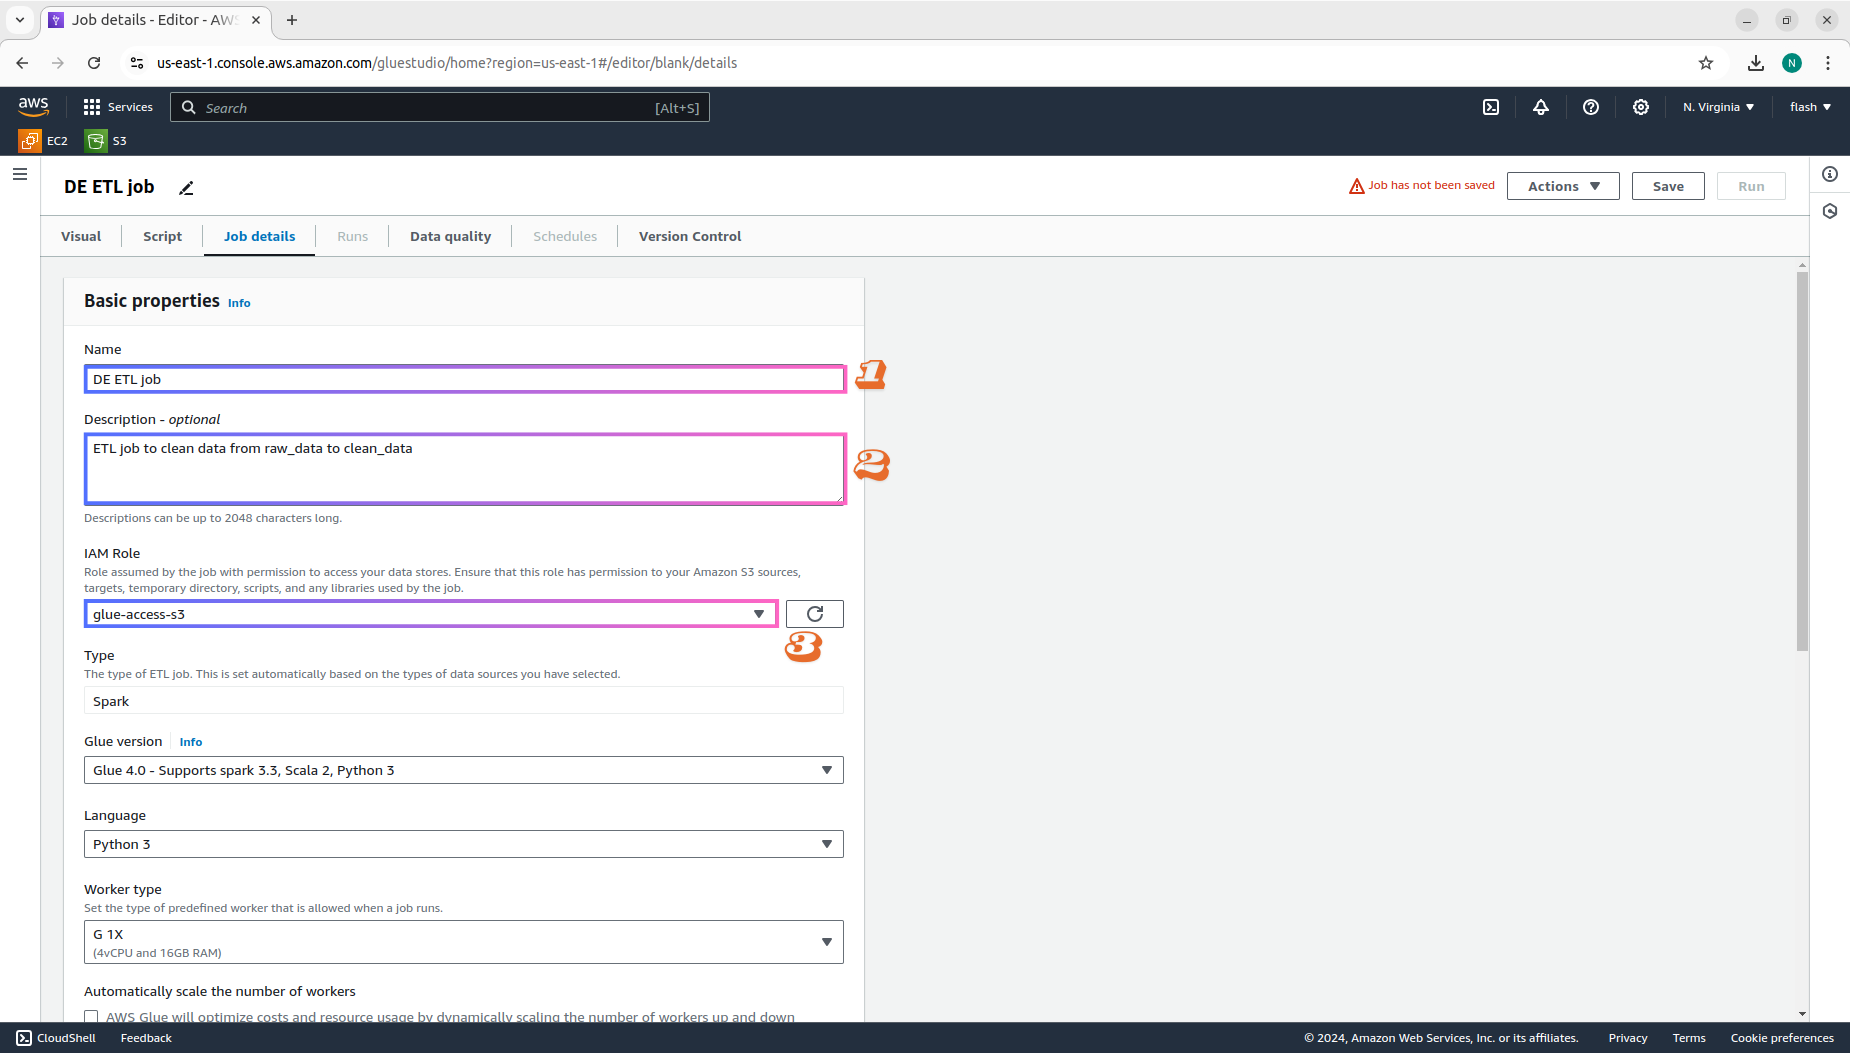 Job details - Editor - AWS
us-east-1.console.aws.amazon.com/gluestudio/home?region=us-east-1#/editor/blank/details
N
aws
Services
Search
[Alt+S]
N. Virginia
flash
EC2
S3
DE ETL job
Job has not been saved
Actions
Save
Run
Visual
Script
Job details
Runs
Data quality
Schedules
Version Control
Basic properties Info
Name
DE ETL job
1
Description - optional
ETL job to clean data from raw_data to clean_data
2
Descriptions can be up to 2048 characters long.
IAM Role
Role assumed by the job with permission to access your data stores. Ensure that this role has permission to your Amazon S3 sources,
targets, temporary directory, scripts, and any libraries used by the job.
glue-access-s3
3
Type
The type of ETL job. This is set automatically based on the types of data sources you have selected.
Spark
Glue version Info
Glue 4.0 - Supports spark 3.3, Scala 2, Python 3
Language
Python 3
Worker type
Set the type of predefined worker that is allowed when a job runs.
G 1X
(4vCPU and 16GB RAM)
Automatically scale the number of workers
AWS Glue will optimize costs and resource usage by dynamically scaling the number of workers up and down
CloudShell
Feedback
© 2024, Amazon Web Services, Inc. or its affiliates.
Privacy
Terms
Cookie preferences